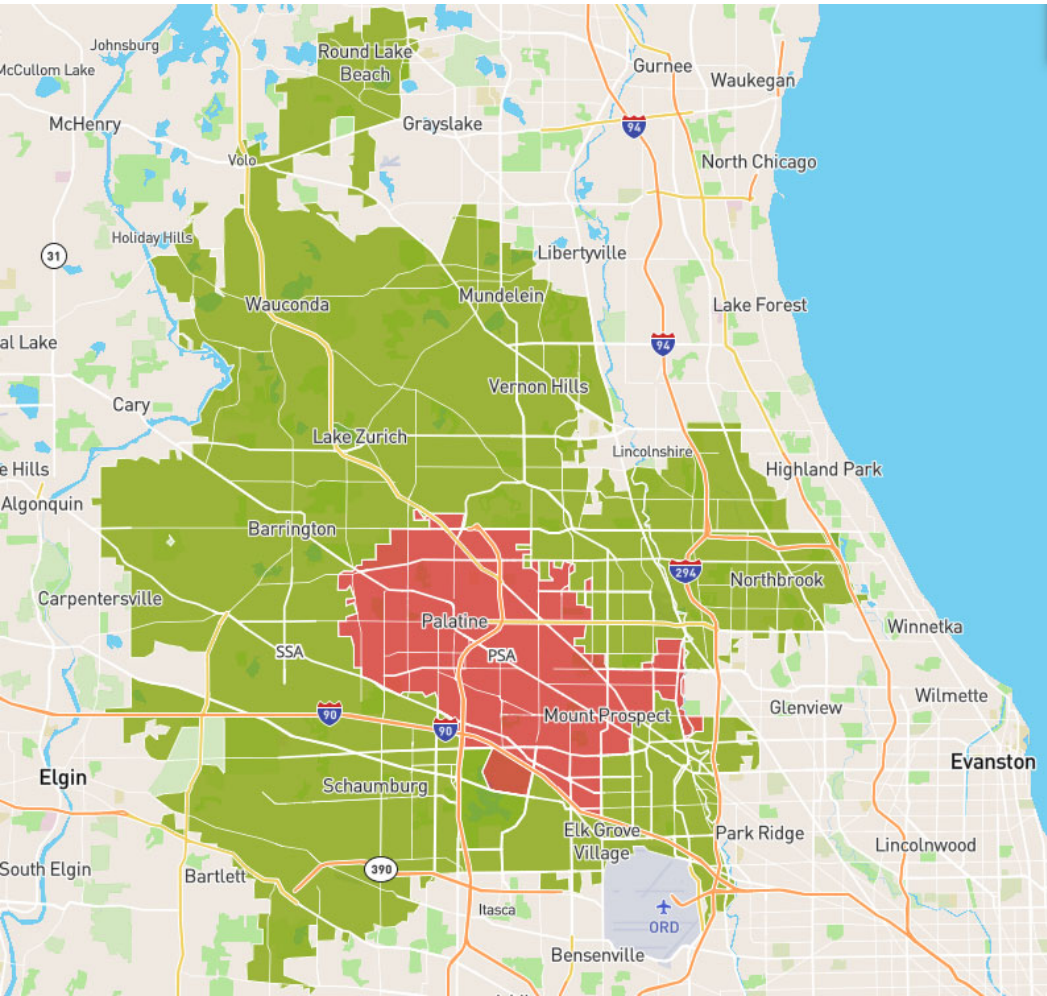 Johnsburg
Round Lake
Beach
Gurnee
McCullom Lake
Waukegan
McHenry
Grayslake
94
Volo
North Chicago
Holiday Hills
31
Libertyville
Wauconda
Mundelein
Lake Forest
al Lake
94
Vernon Hills
Cary
Lake Zurich
Lincolnshire
e Hills
Highland Park
Algonquin
Barrington
294
Northbrook
Carpentersville
Palatine
Winnetka
SSA
PSA
Wilmette
Glenview
90
Mount Prospect
90
Evanston
Elgin
Schaumburg
Elk Grove
Village
Park Ridge
Lincolnwood
South Elgin
Bartlett
390
Itasca
ORD
Bensenville